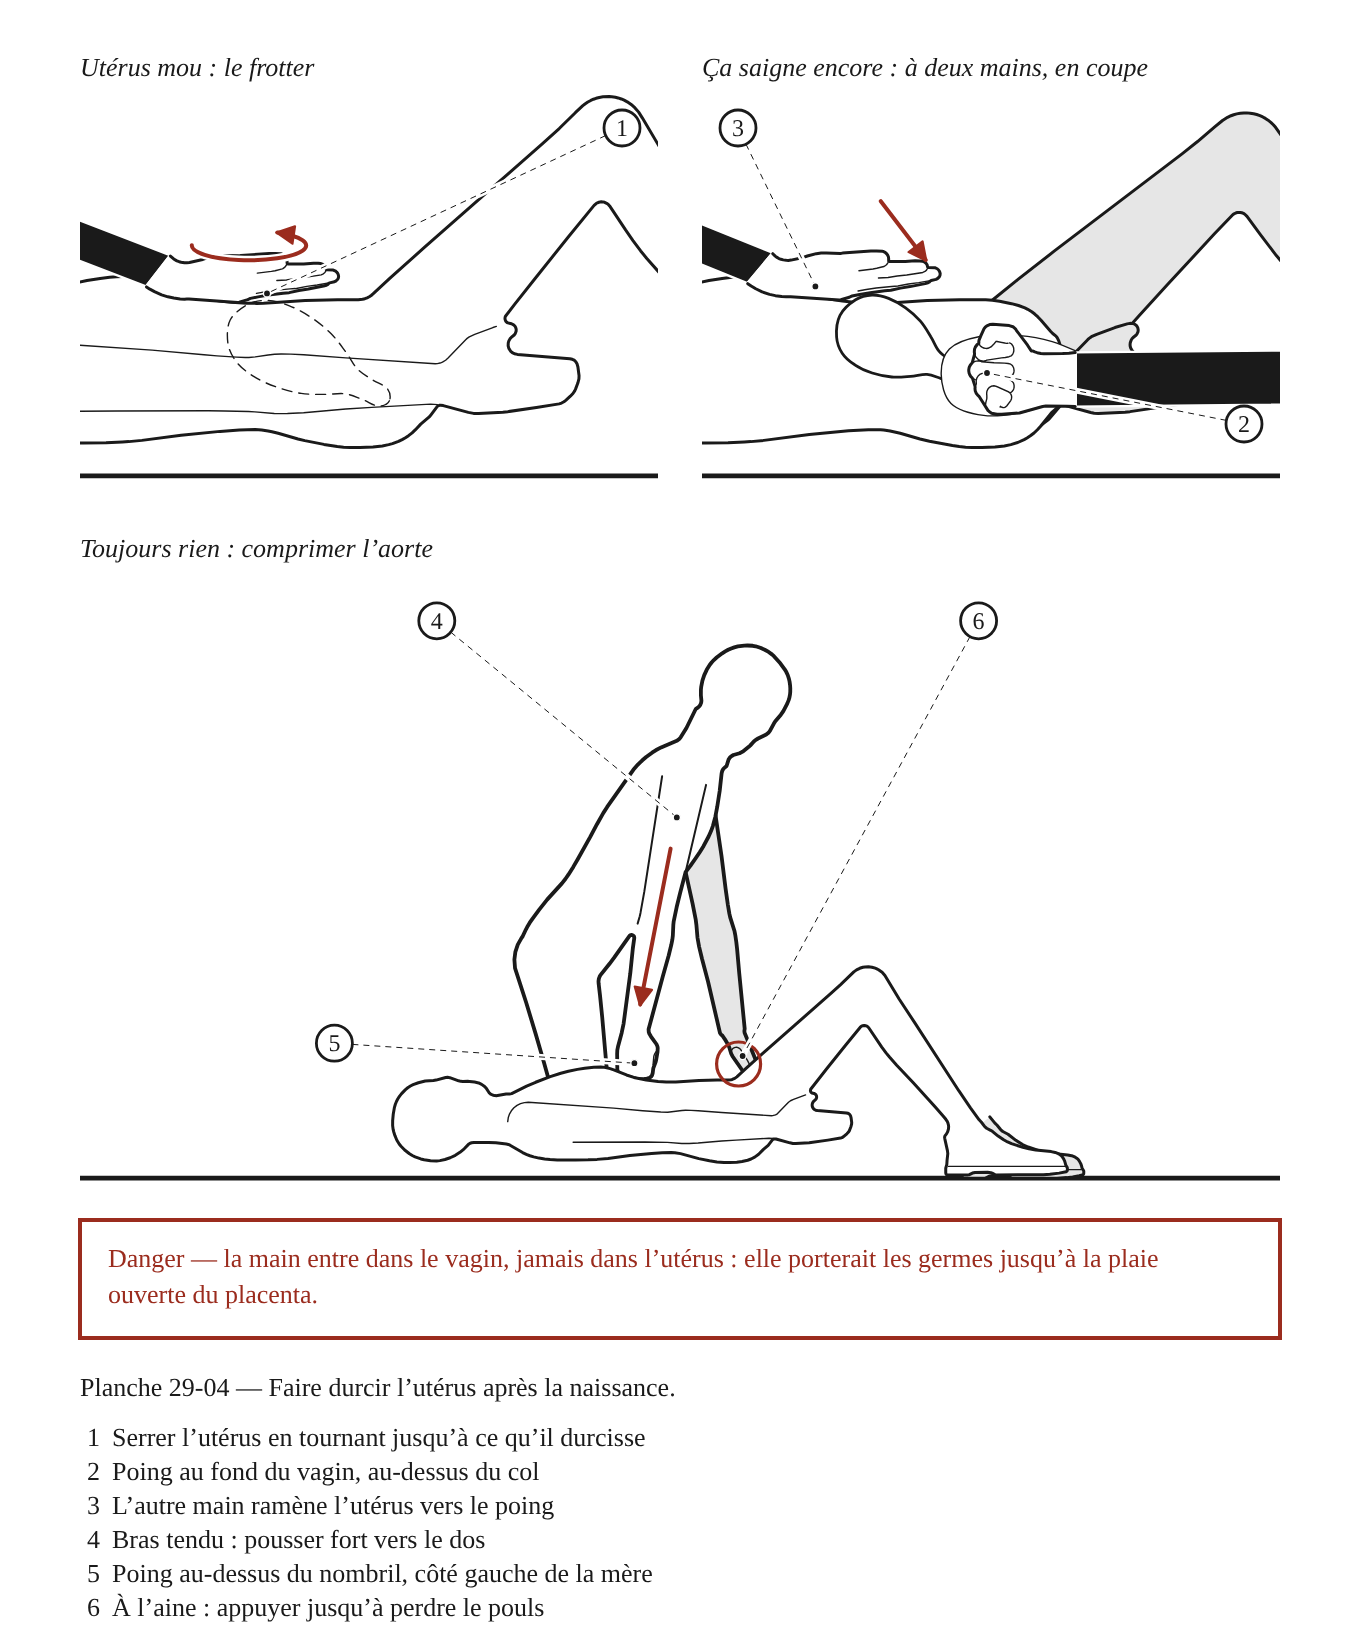 Utérus mou : le frotter
Ça saigne encore : à deux mains, en coupe
1
3
2
Toujours rien : comprimer l’aorte
4
6
5
Danger — la main entre dans le vagin, jamais dans l’utérus : elle porterait les germes jusqu’à la plaie
ouverte du placenta.
Planche 29-04 — Faire durcir l’utérus après la naissance.
1 Serrer l’utérus en tournant jusqu’à ce qu’il durcisse
2 Poing au fond du vagin, au-dessus du col
3 L’autre main ramène l’utérus vers le poing
4 Bras tendu : pousser fort vers le dos
5 Poing au-dessus du nombril, côté gauche de la mère
6 À l’aine : appuyer jusqu’à perdre le pouls